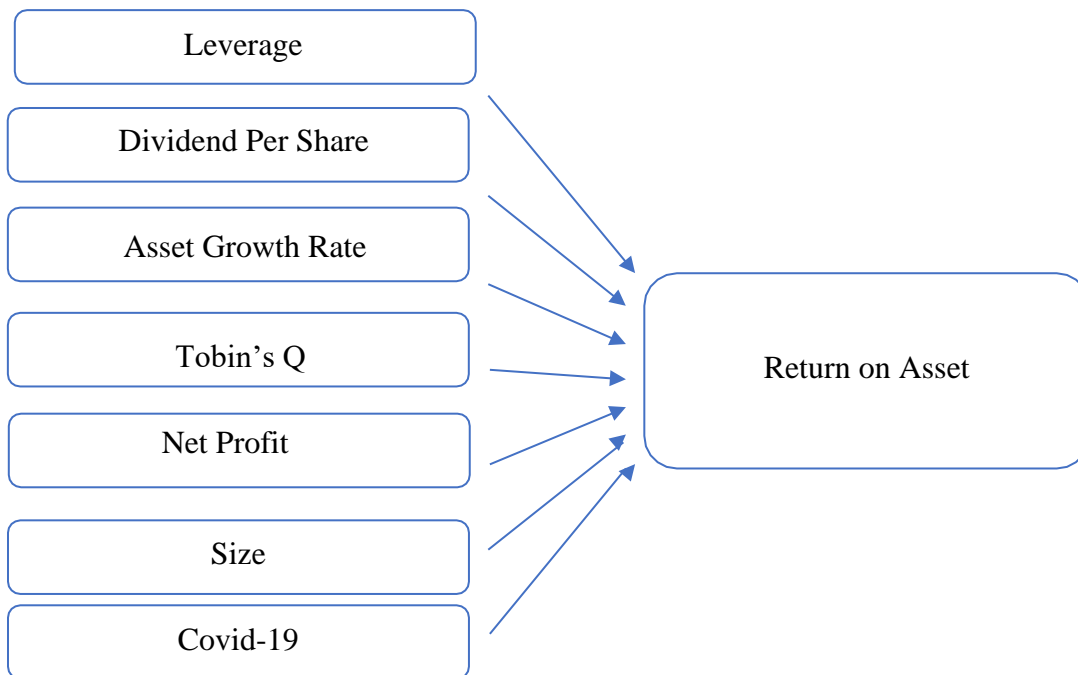 Leverage
Dividend Per Share
Asset Growth Rate
Tobin’s Q
Net Profit
Size
Covid-19
Return on Asset